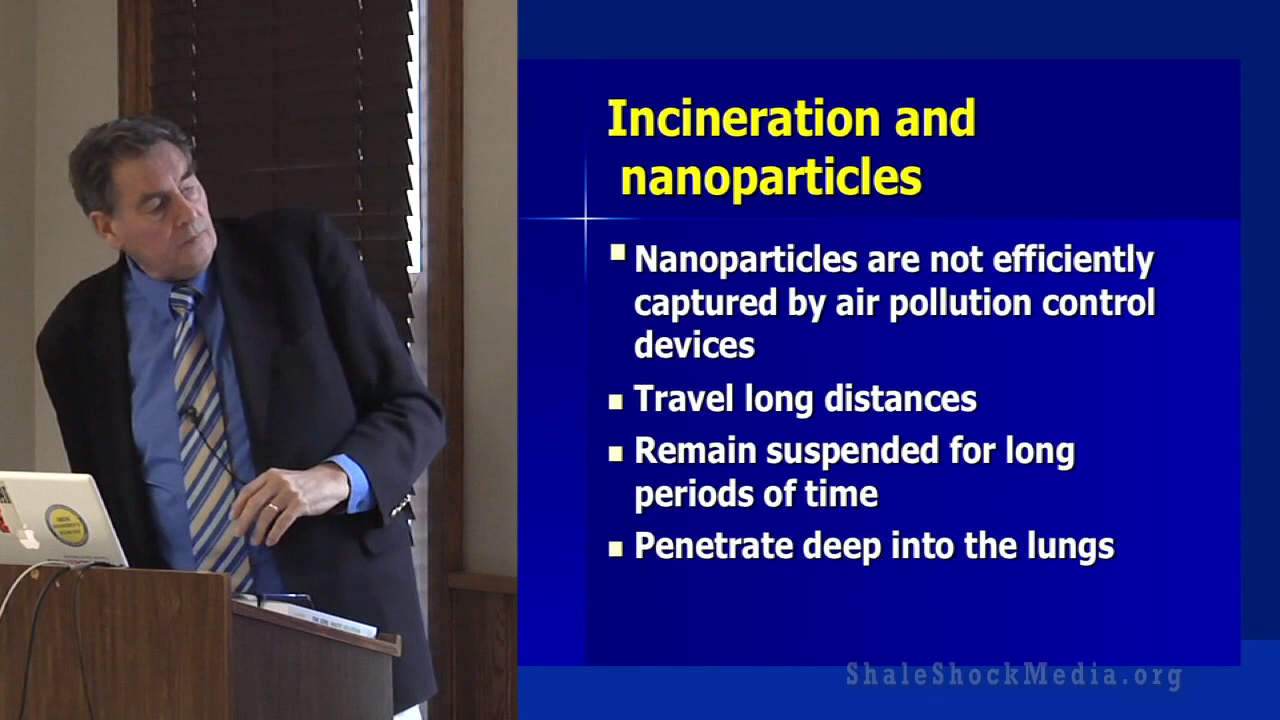 Incineration and
nanoparticles
Nanoparticles are not efficiently
captured by air pollution control
devices
Travel long distances
Remain suspended for long
periods of time
Penetrate deep into the lungs
ShaleShockMedia.org